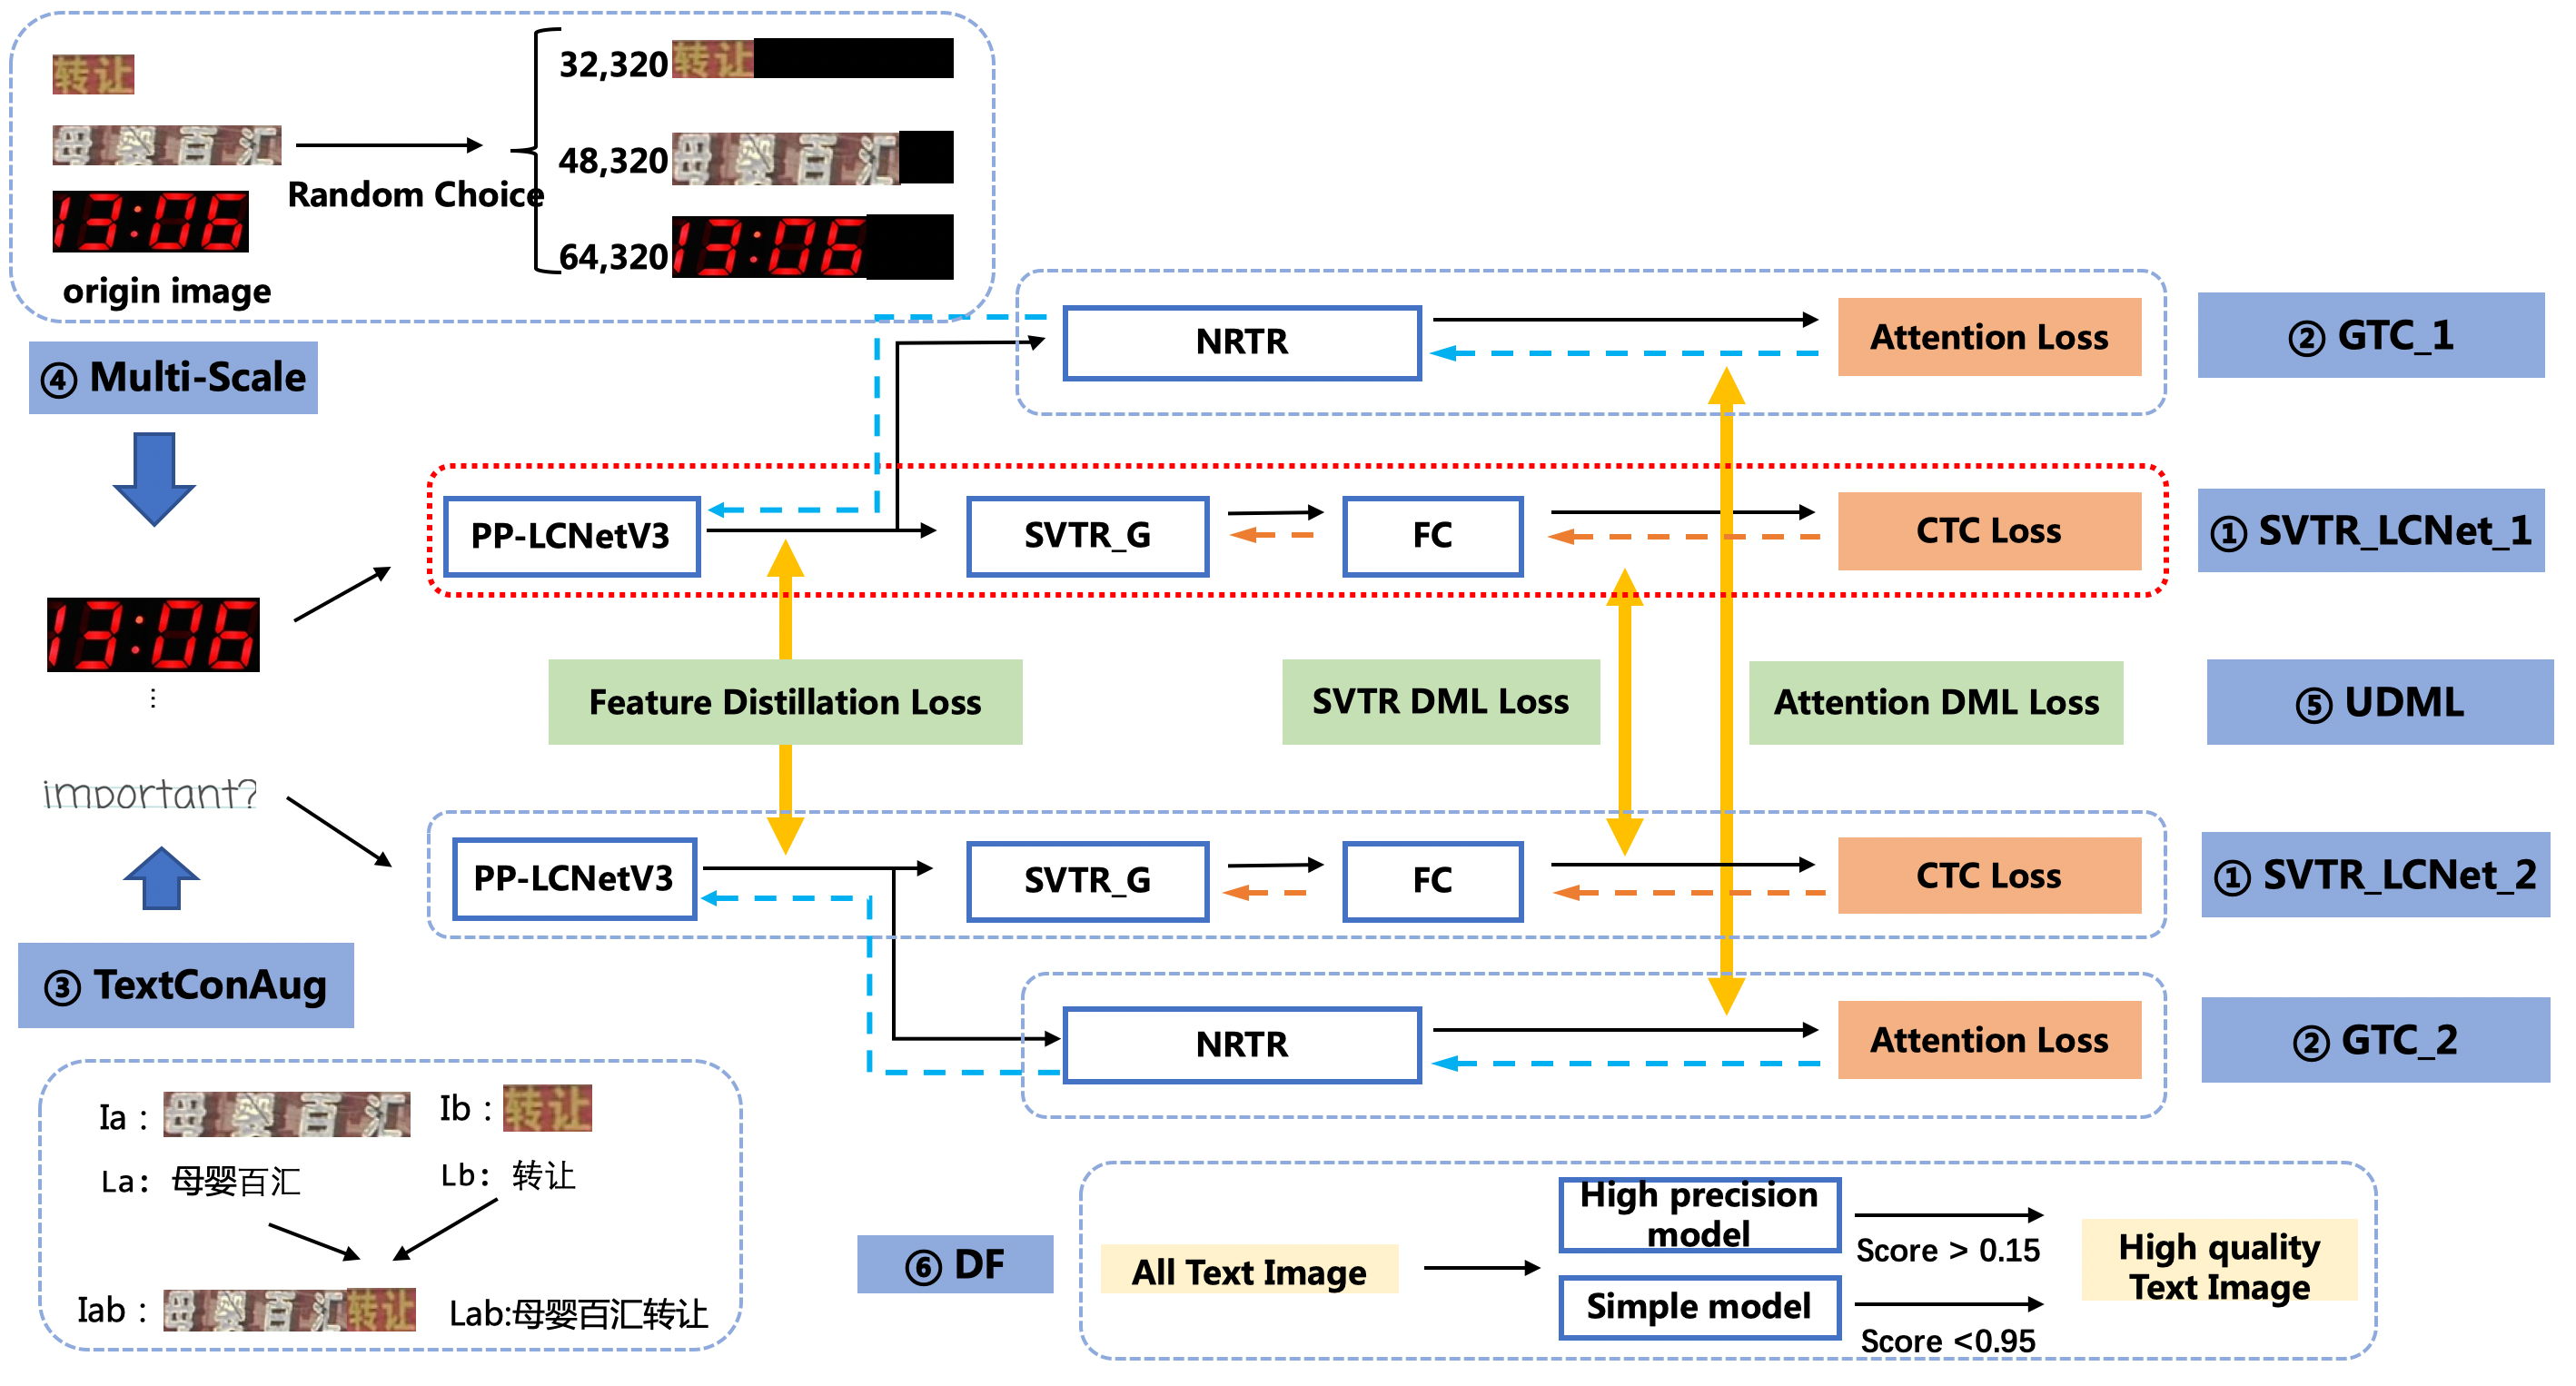 转让
母婴百汇
13:06
origin image
Random Choice
32,320
转让
48,320
母婴百汇
64,320
13:06
④ Multi-Scale
NRTR
Attention Loss
② GTC_1
PP-LCNetV3
SVTR_G
FC
CTC Loss
① SVTR_LCNet_1
13:06
⋮
Feature Distillation Loss
SVTR DML Loss
Attention DML Loss
⑤ UDML
important?
PP-LCNetV3
SVTR_G
FC
CTC Loss
① SVTR_LCNet_2
③ TextConAug
NRTR
Attention Loss
② GTC_2
Ia :
母婴百汇
Ib :
转让
La: 母婴百汇
Lb: 转让
Iab :
母婴百汇转让
Lab:母婴百汇转让
⑥ DF
All Text Image
High precision
model
Score > 0.15
Simple model
Score <0.95
High quality
Text Image